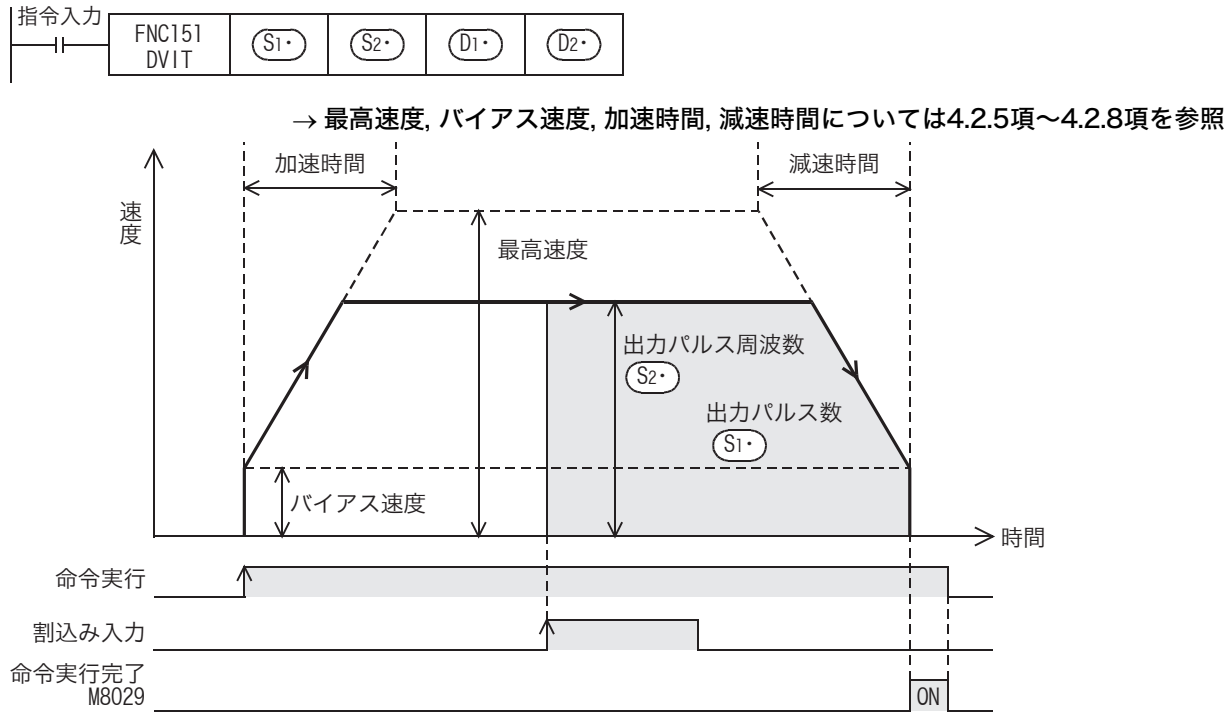 指令入力
FNC151
DVIT
S1・
S2・
D1・
D2・
→ 最高速度, バイアス速度, 加速時間, 減速時間については4.2.5項～4.2.8項を参照
加速時間
減速時間
速度
最高速度
出力パルス周波数
S2・
出力パルス数
S1・
バイアス速度
時間
命令実行
割込み入力
命令実行完了
M8029
ON